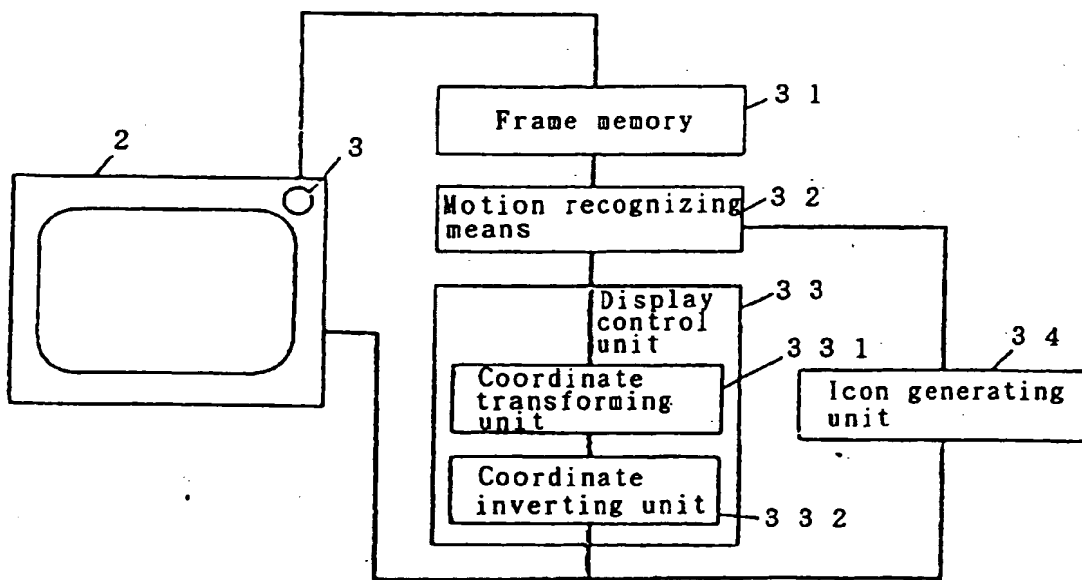 3 1
Frame memory
2
3
3 2
Motion recognizing
means
3 3
Display
control
unit
3 3 1
3 4
Coordinate
transforming
unit
Icon generating
unit
Coordinate
inverting unit
3 3 2